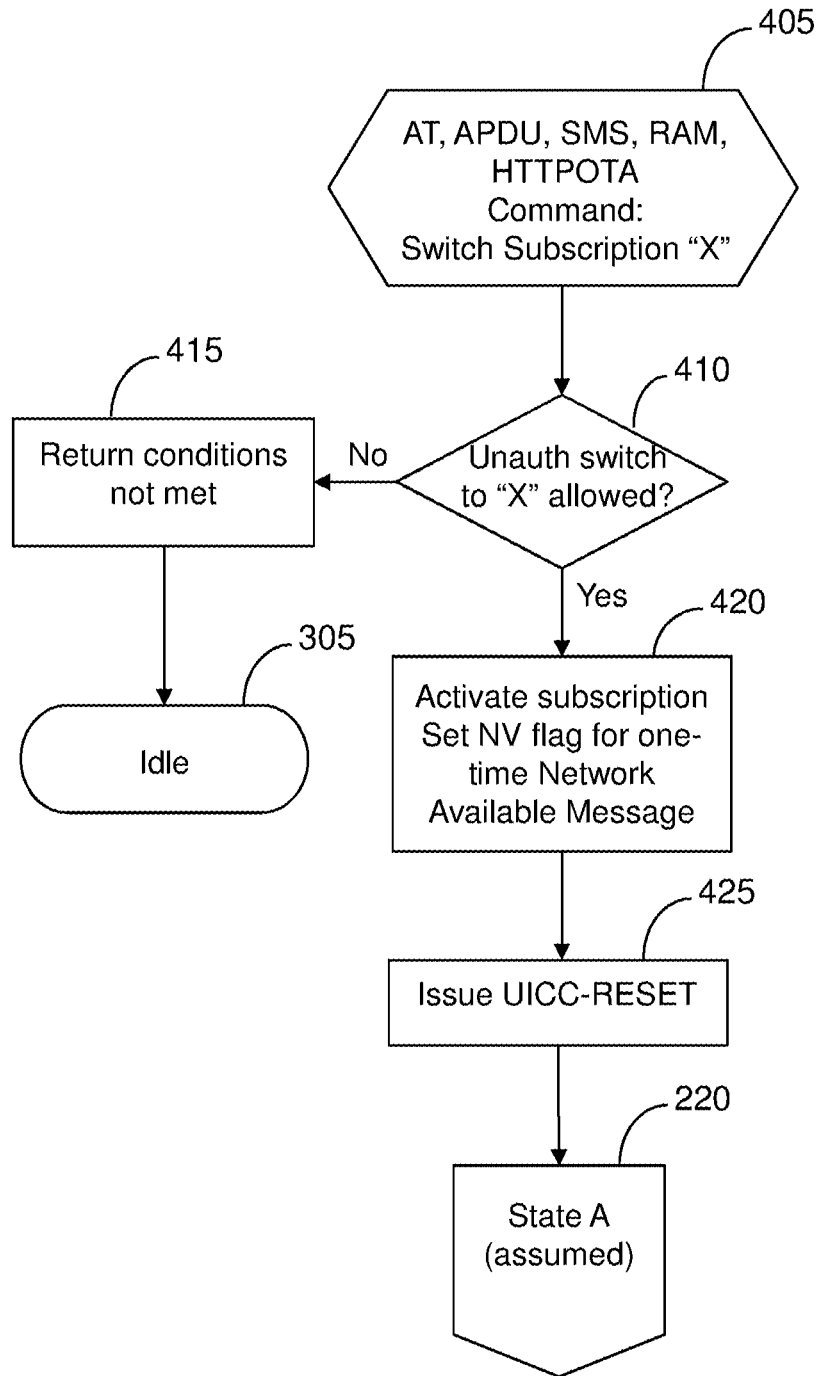 405
AT, APDU, SMS, RAM,
HTTPOTA
Command:
Switch Subscription “X”
415
410
Return conditions
not met
No
Unauth switch
to “X” allowed?
Yes
420
305
Idle
Activate subscription
Set NV flag for one-
time Network
Available Message
425
Issue UICC-RESET
220
State A
(assumed)